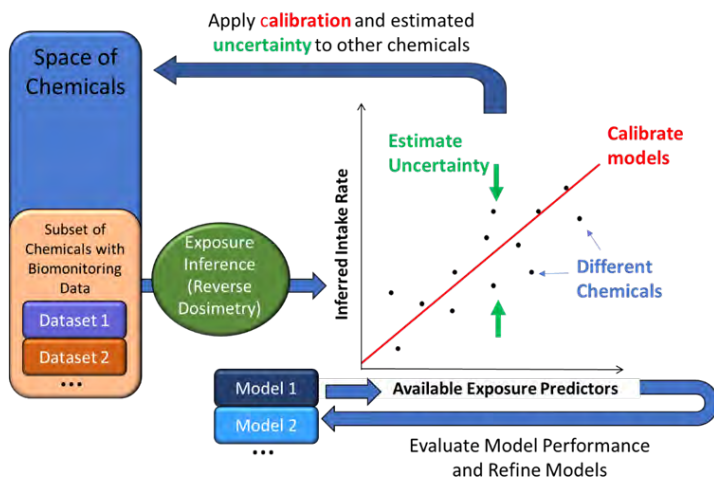 Apply calibration and estimated
uncertainty to other chemicals
Space of
Chemicals
Subset of
Chemicals with
Biomonitoring
Data
Dataset 1
Dataset 2
...
Exposure
Inference
(Reverse
Dosimetry)
Inferred Intake Rate
Estimate
Uncertainty
Calibrate
models
Different
Chemicals
Model 1
Model 2
...
Available Exposure Predictors
Evaluate Model Performance
and Refine Models